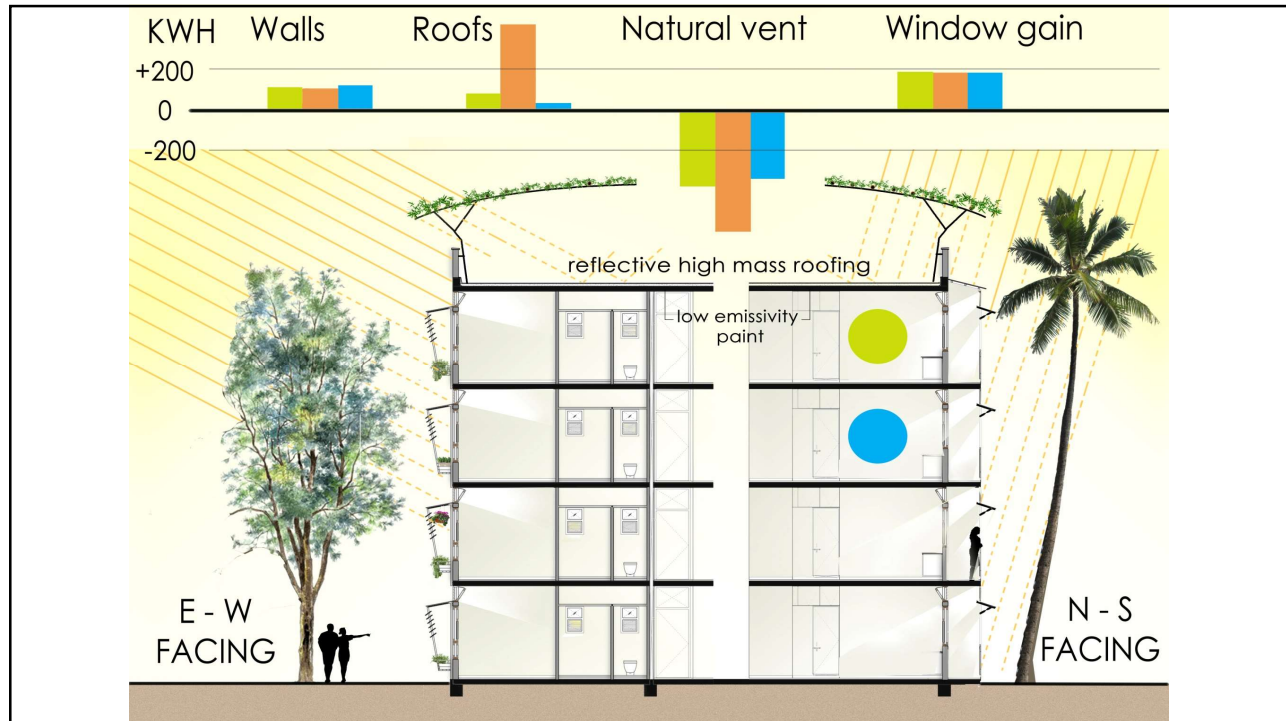 KWH Walls Roofs Natural vent Window gain
+200
0
-200
reflective high mass roofing
low emissivity
paint
E - W
FACING
N - S
FACING